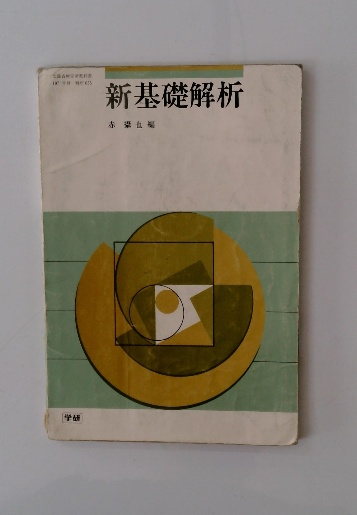 新基礎解析
赤 攝也編
学研